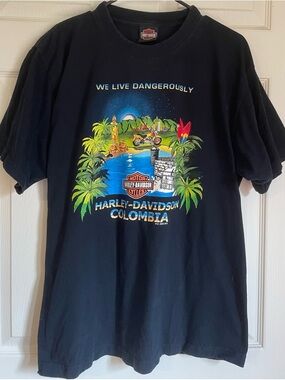 WE LIVE DANGEROUSLY
MOTOR
HARLEY-DAVIDSON
CYCLES
HARLEY-DAVIDSON
COLOMBIA